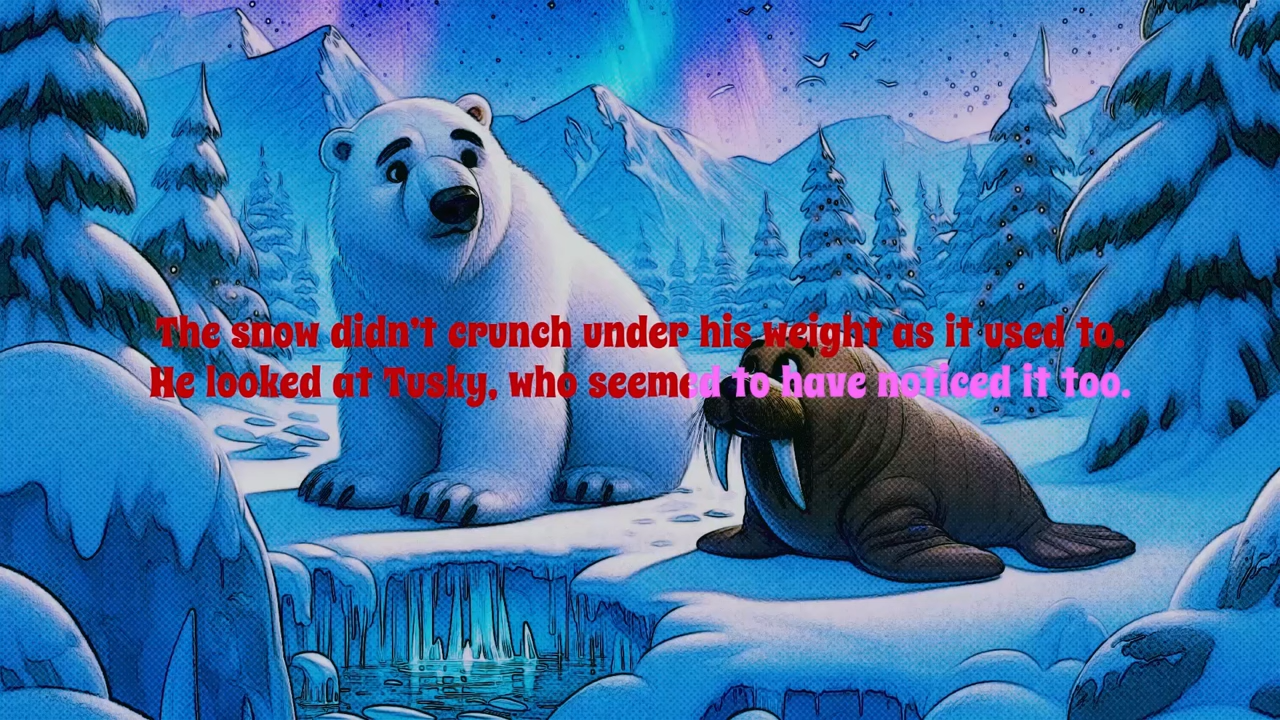 The snow didn't crunch under his weight as it used to.
He looked at Tusky, who seemed to have noticed it too.